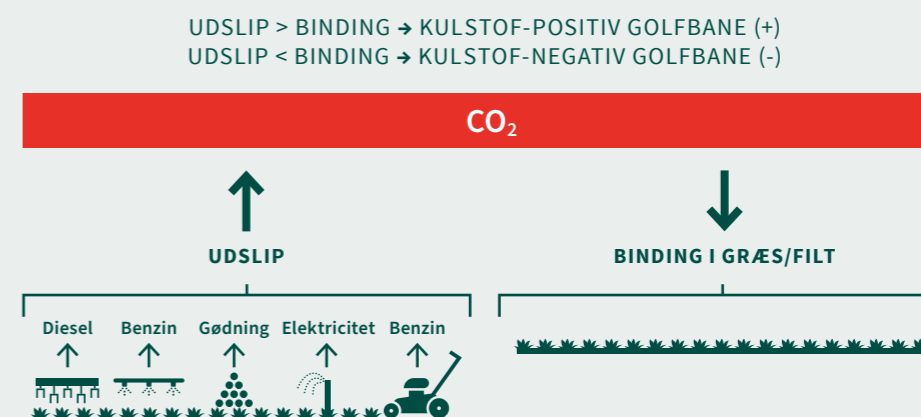 UDSLIP > BINDING → KULSTOF-POSITIV GOLFBANE (+)
UDSLIP < BINDING → KULSTOF-NEGATIV GOLFBANE (-)
CO₂
UDSLIP
BINDING I GRÆS/FILT
Diesel Benzin Gødning Elektricitet Benzin